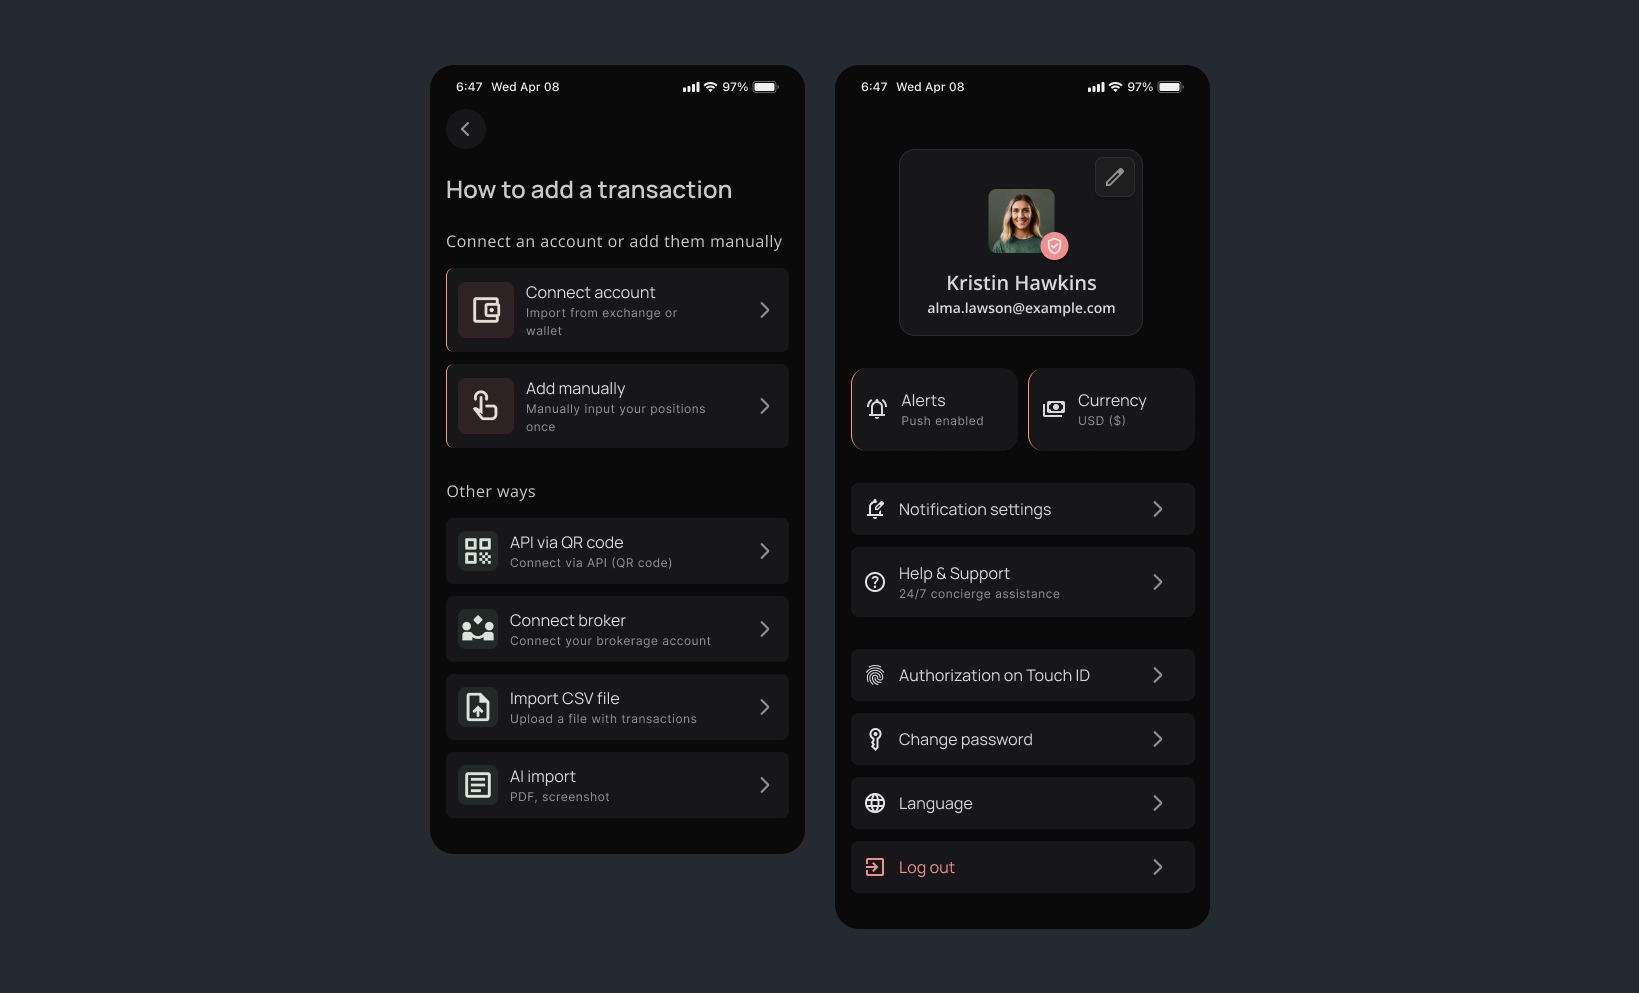 6:47 Wed Apr 08 97%
How to add a transaction
Connect an account or add them manually
Connect account
Import from exchange or
wallet
Add manually
Manually input your positions
once
Other ways
API via QR code
Connect via API (QR code)
Connect broker
Connect your brokerage account
Import CSV file
Upload a file with transactions
AI import
PDF, screenshot
6:47 Wed Apr 08 97%
Kristin Hawkins
alma.lawson@example.com
Alerts
Push enabled
Currency
USD ($)
Notification settings
Help & Support
24/7 concierge assistance
Authorization on Touch ID
Change password
Language
Log out